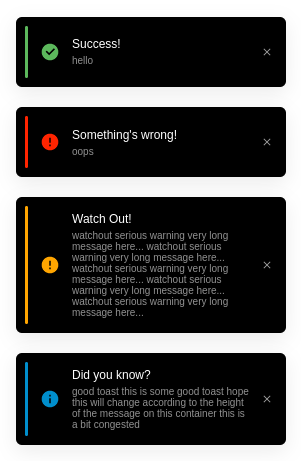 Success!
hello
Something's wrong!
oops
Watch Out!
watchout serious warning very long
message here... watchout serious
warning very long message here...
watchout serious warning very long
message here... watchout serious
warning very long message here...
watchout serious warning very long
message here...
Did you know?
good toast this is some good toast hope
this will change according to the height
of the message on this container this is
a bit congested